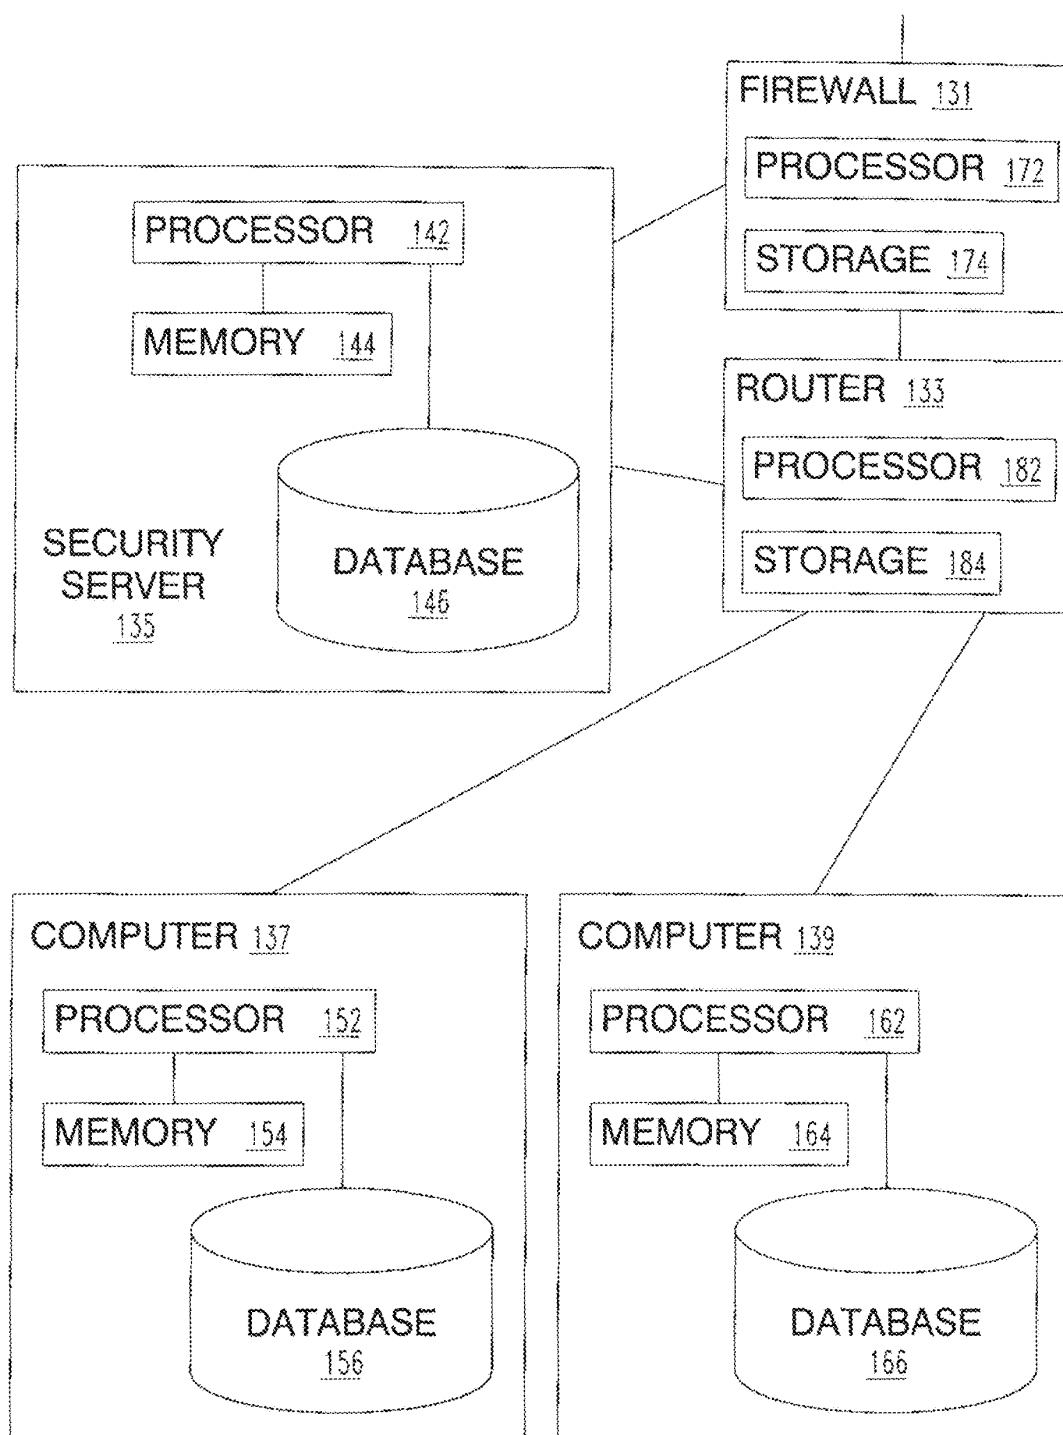 FIREWALL 131
PROCESSOR 172
STORAGE 174
PROCESSOR 142
MEMORY 144
DATABASE
146
SECURITY
SERVER
135
ROUTER 133
PROCESSOR 182
STORAGE 184
COMPUTER 137
PROCESSOR 152
MEMORY 154
DATABASE
156
COMPUTER 139
PROCESSOR 162
MEMORY 164
DATABASE
166